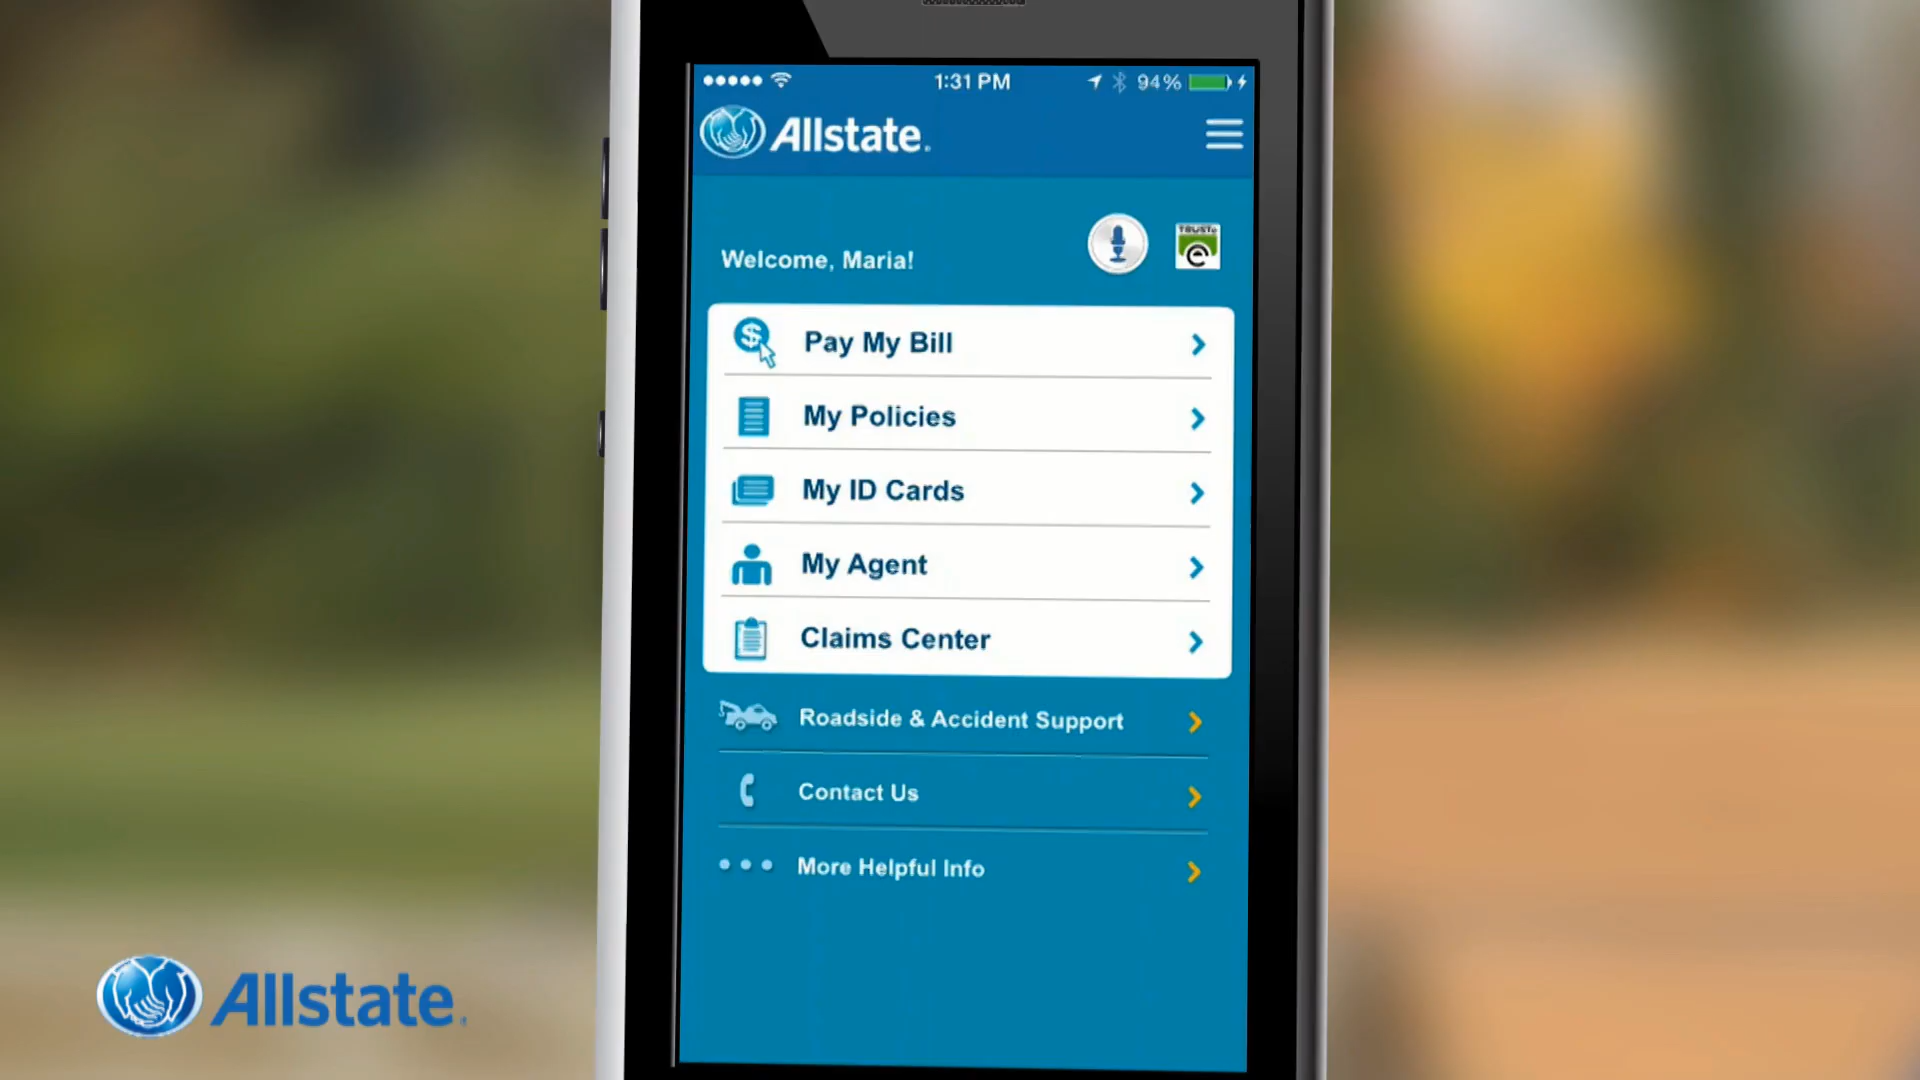 1:31 PM 94%
Allstate®
Welcome, Maria!
TRUSTe
Pay My Bill
My Policies
My ID Cards
My Agent
Claims Center
Roadside & Accident Support
Contact Us
More Helpful Info
Allstate®